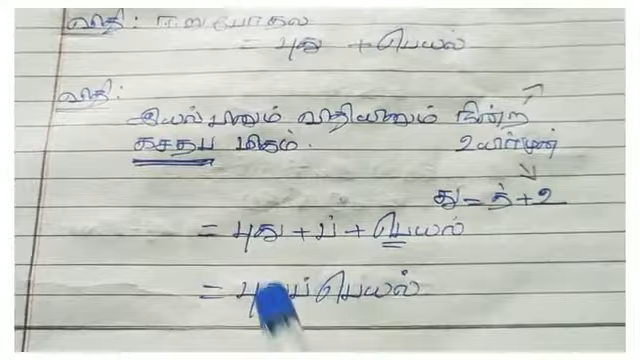 விதி: ஈறு போதல்
= புது + பெயல்
விதி:
இயல்பினும் விதியினும் நின்ற
கசதப மிகும். உயிர்முன்
து = த் + உ
= புது + ப் + பெயல்
= புதுப் பெயல்